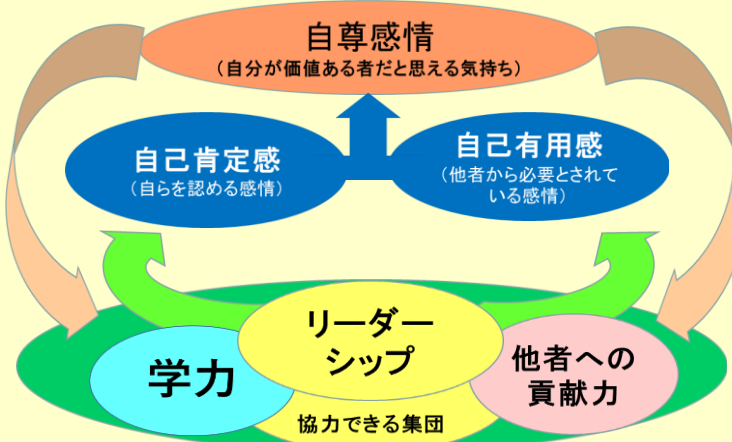 自尊感情
（自分が価値ある者だと思える気持ち）
自己肯定感
（自らを認める感情）
自己有用感
（他者から必要とされて
いる感情）
リーダー
シップ
学力
他者への
貢献力
協力できる集団